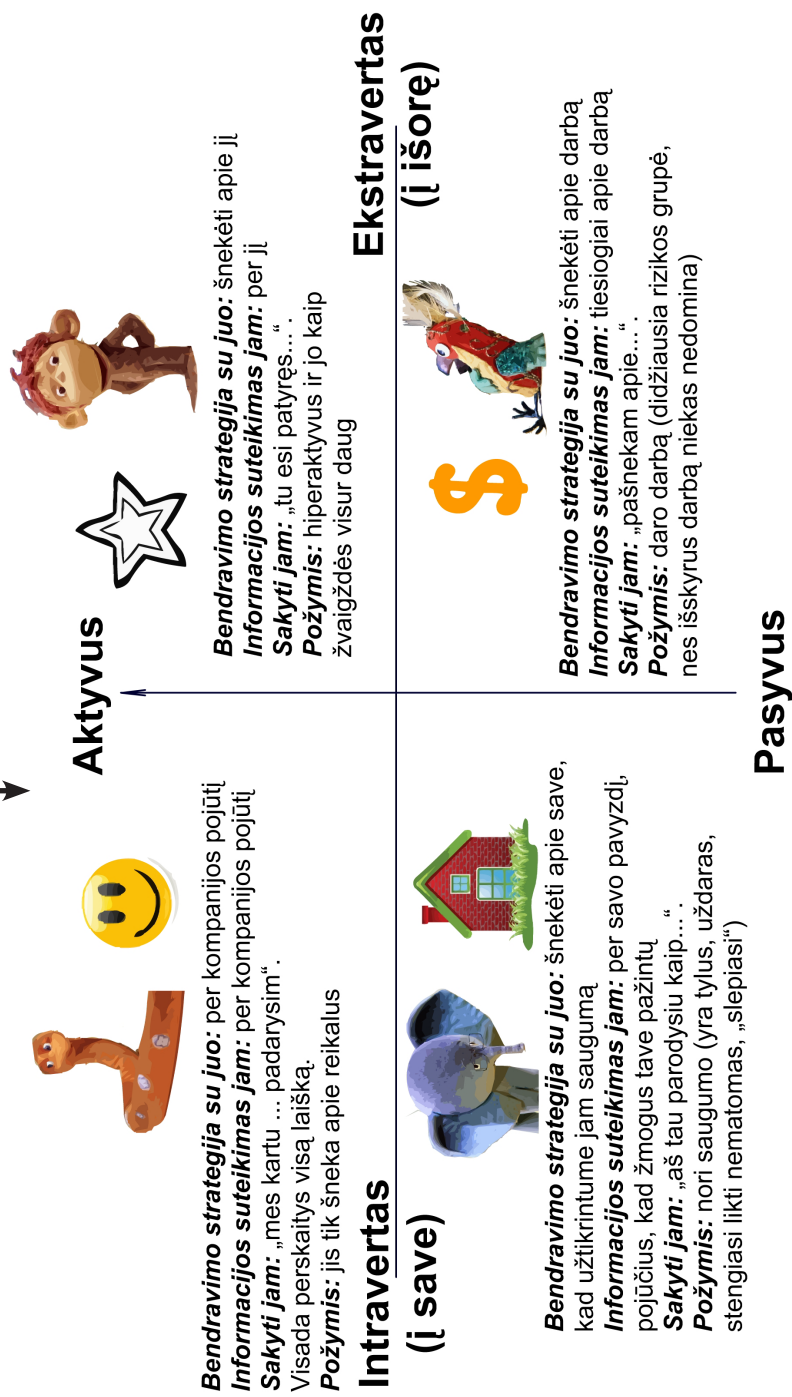 Aktyvus
Bendravimo strategija su juo: per kompanijos pojūtį
Informacijos suteikimas jam: per kompanijos pojūtį
Sakyti jam: „mes kartu ... padarysim“.
Visada perskaitys visą laišką.
Požymis: jis tik šneka apie reikalus
Bendravimo strategija su juo: šnekėti apie jį
Informacijos suteikimas jam: per jį
Sakyti jam: „tu esi patyręs... .“
Požymis: hiperaktyvus ir jo kaip
žvaigždės visur daug
Intravertas
(į save)
Ekstravertas
(į išorę)
Bendravimo strategija su juo: šnekėti apie save,
kad užtikrintume jam saugumą
Informacijos suteikimas jam: per savo pavyzdį,
pojūčius, kad žmogus tave pažintų
Sakyti jam: „aš tau parodysiu kaip... .“
Požymis: nori saugumo (yra tylus, uždaras,
stengiasi likti nematomas, „slepiasi“)
Bendravimo strategija su juo: šnekėti apie darbą
Informacijos suteikimas jam: tiesiogiai apie darbą
Sakyti jam: „pašnekam apie... .“
Požymis: daro darbą (didžiausia rizikos grupė,
nes išskyrus darbą niekas nedomina)
Pasyvus